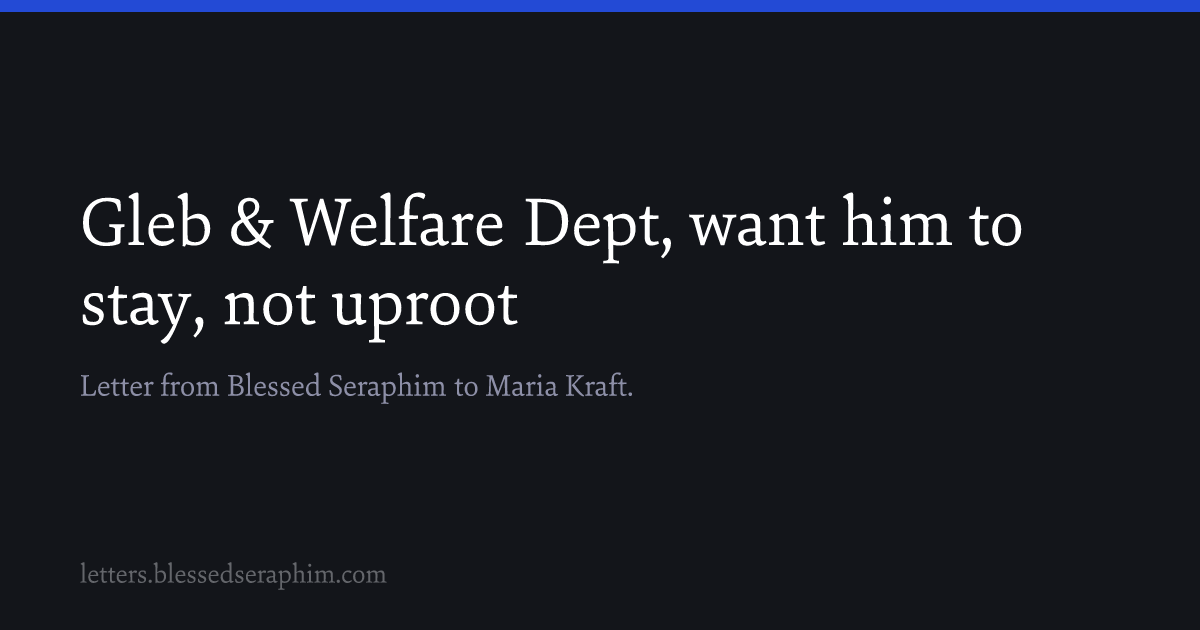 Gleb & Welfare Dept, want him to
stay, not uproot
Letter from Blessed Seraphim to Maria Kraft.
letters.blessedseraphim.com